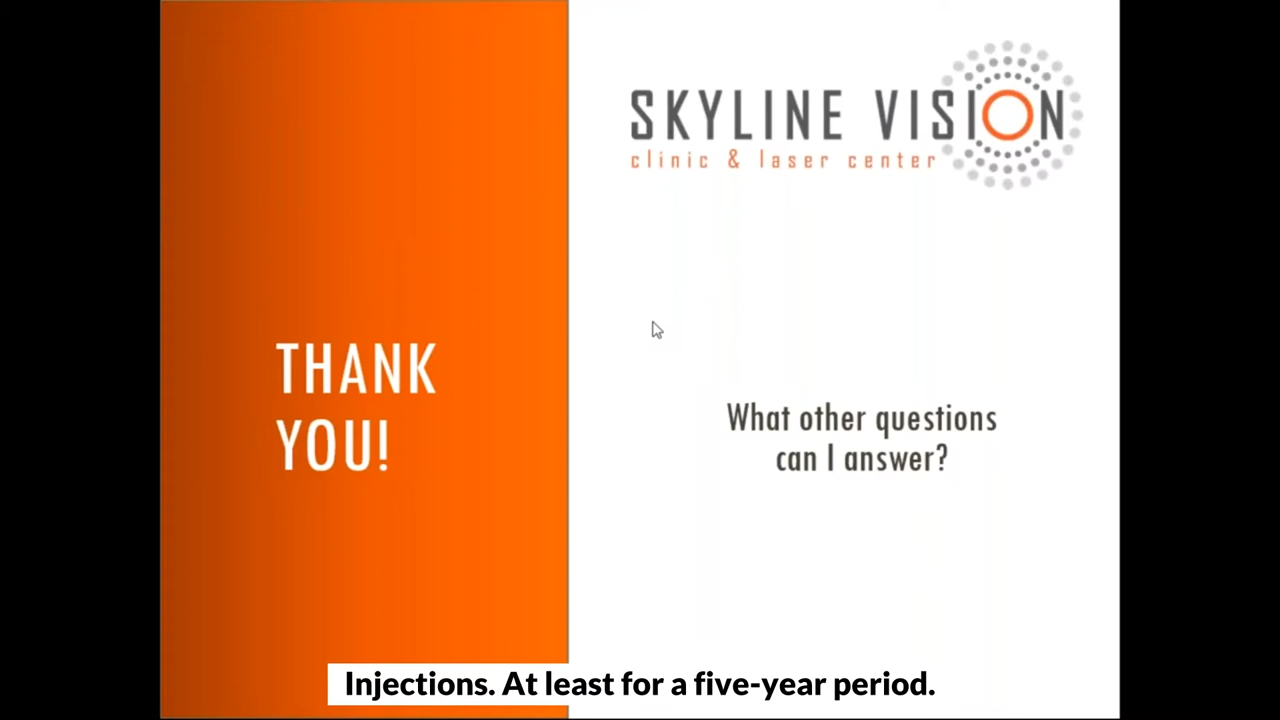 SKYLINE VISION
clinic & laser center
THANK
YOU!
What other questions
can I answer?
Injections. At least for a five-year period.